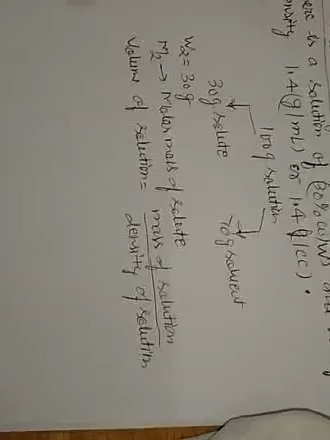 ere is a solution of (30% w/w) and
density 1.4(g/mL) or 1.4 g/cc).
100g solution
30g solute 70g solvent
W₂ = 30g
M₂ → Molar mass of solute
Volume of solution = mass of solution
density of solution